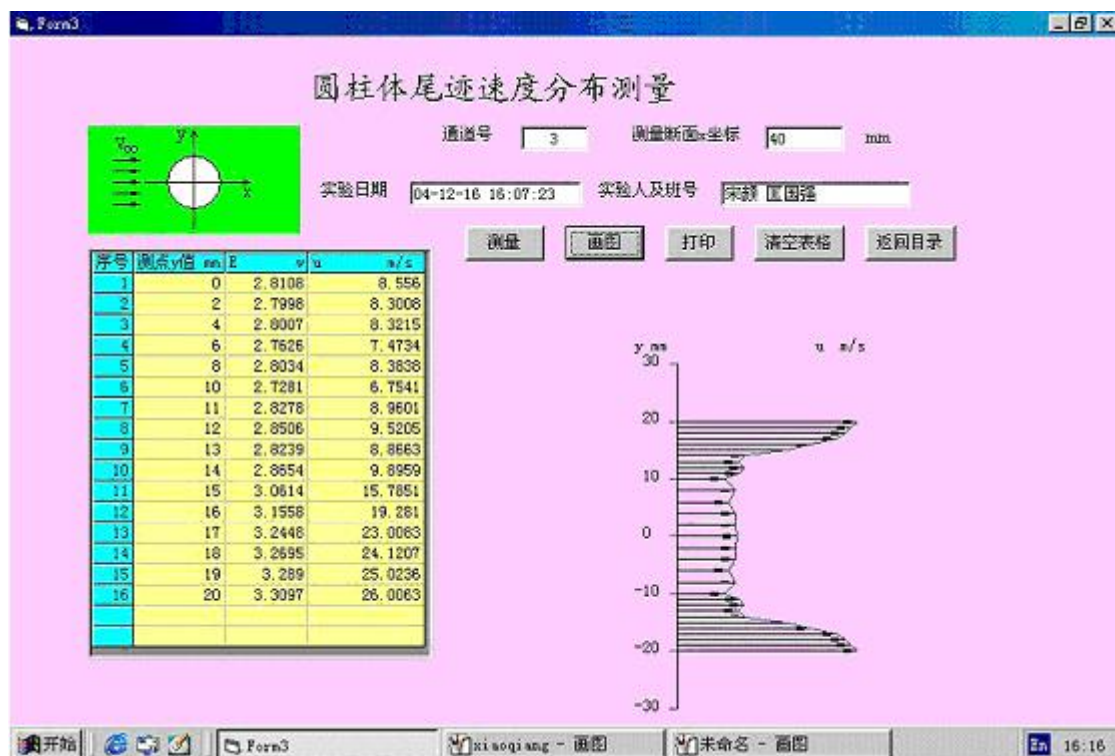 Form3
圆柱体尾迹速度分布测量
通道号 3 测量断面x坐标 40 mm
V∞ y x
实验日期 04-12-16 16:07:23 实验人及班号
测量 画图 打印 清空表格 返回目录
序号 测点y值 mm E v u m/s
1 0 2.8108 8.556
2 2 2.7998 8.3008
3 4 2.8007 8.3215
4 6 2.7626 7.4734
5 8 2.8034 8.3838
6 10 2.7281 6.7541
7 11 2.8278 8.9601
8 12 2.8506 9.5205
9 13 2.8239 8.8663
10 14 2.8654 9.8959
11 15 3.0614 15.7851
12 16 3.1558 19.281
13 17 3.2448 23.0083
14 18 3.2695 24.1207
15 19 3.289 25.0236
16 20 3.3097 26.0063
y mm u m/s
30
20
10
0
-10
-20
-30
开始 Form3 xiaoqiang - 画图 未命名 - 画图 En 16:16